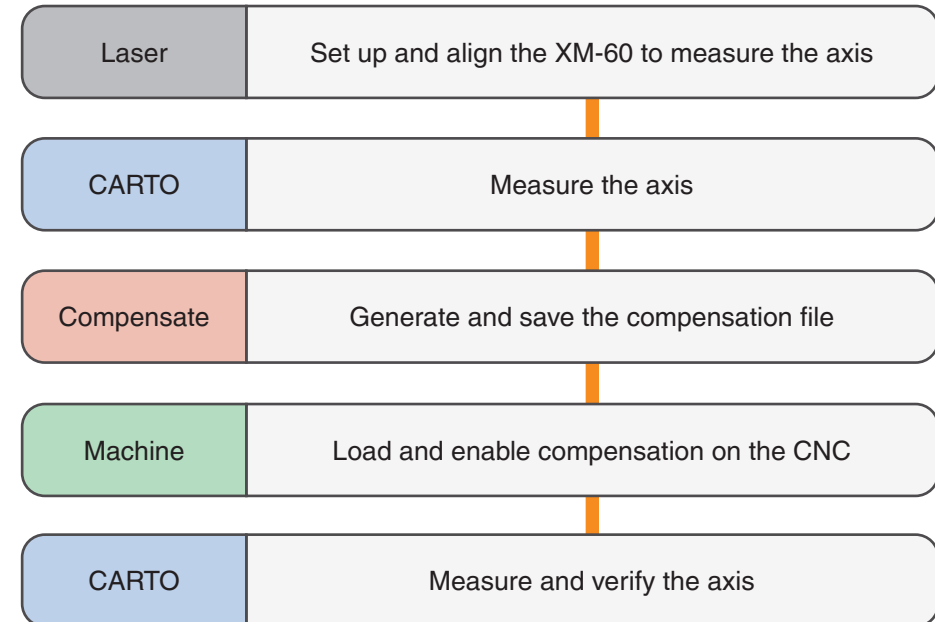 Laser
Set up and align the XM-60 to measure the axis
CARTO
Measure the axis
Compensate
Generate and save the compensation file
Machine
Load and enable compensation on the CNC
CARTO
Measure and verify the axis